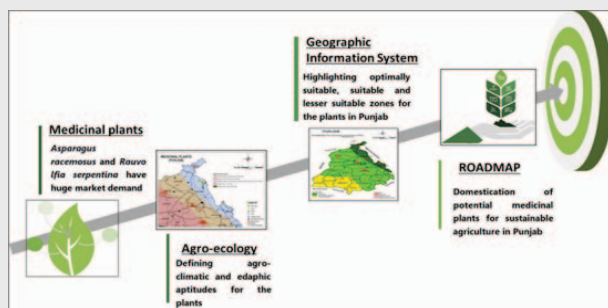 Medicinal plants
Asparagus
racemosus and Rauvo
lfia serpentina have
huge market demand
Agro-ecology
Defining agro-
climatic and edaphic
aptitudes for the
plants
Geographic
Information System
Highlighting optimally
suitable, suitable and
lesser suitable zones for
the plants in Punjab
ROADMAP
Domestication of
potential medicinal
plants for sustainable
agriculture in Punjab